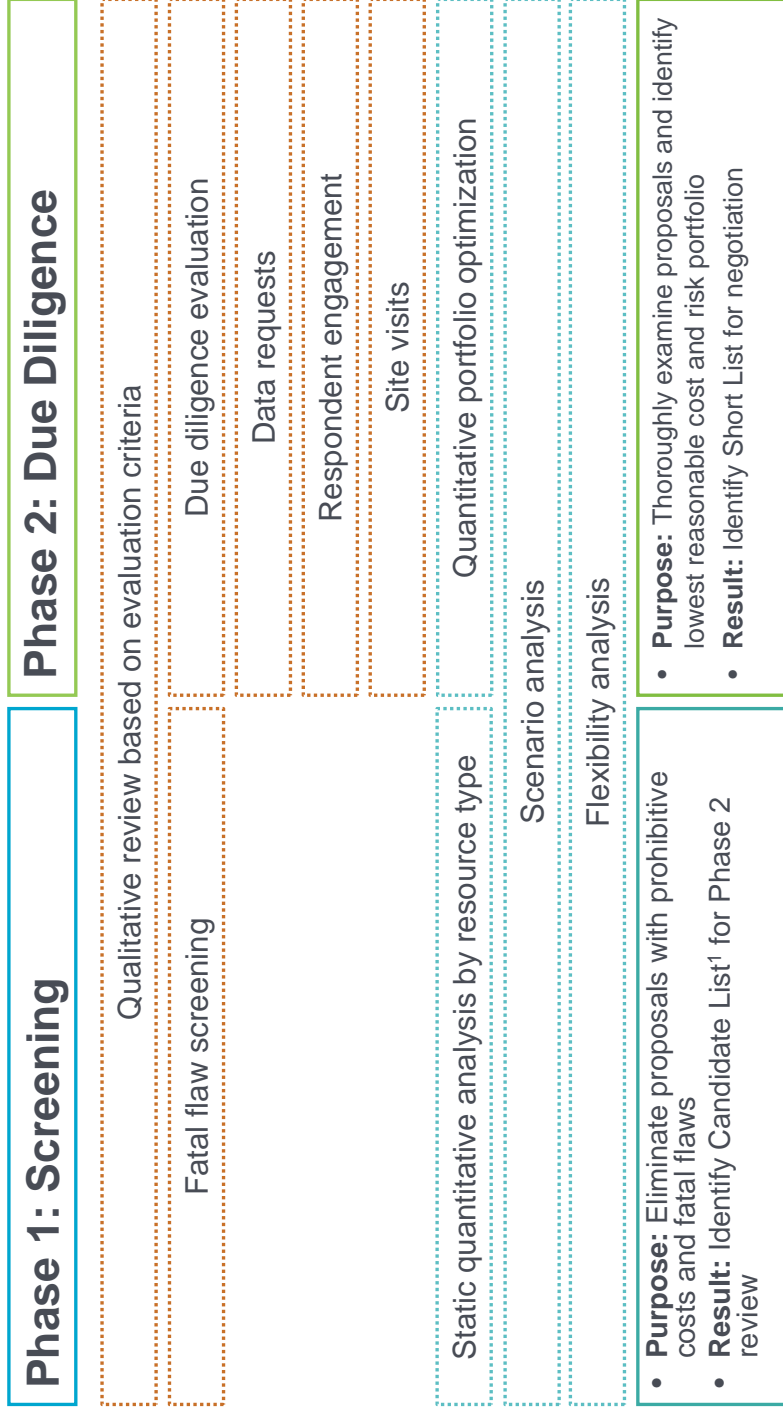 Phase 1: Screening
Phase 2: Due Diligence
Qualitative review based on evaluation criteria
Fatal flaw screening
Due diligence evaluation
Data requests
Respondent engagement
Site visits
Static quantitative analysis by resource type
Quantitative portfolio optimization
Scenario analysis
Flexibility analysis
• Purpose: Eliminate proposals with prohibitive
costs and fatal flaws
• Result: Identify Candidate List¹ for Phase 2
review
• Purpose: Thoroughly examine proposals and identify
lowest reasonable cost and risk portfolio
• Result: Identify Short List for negotiation